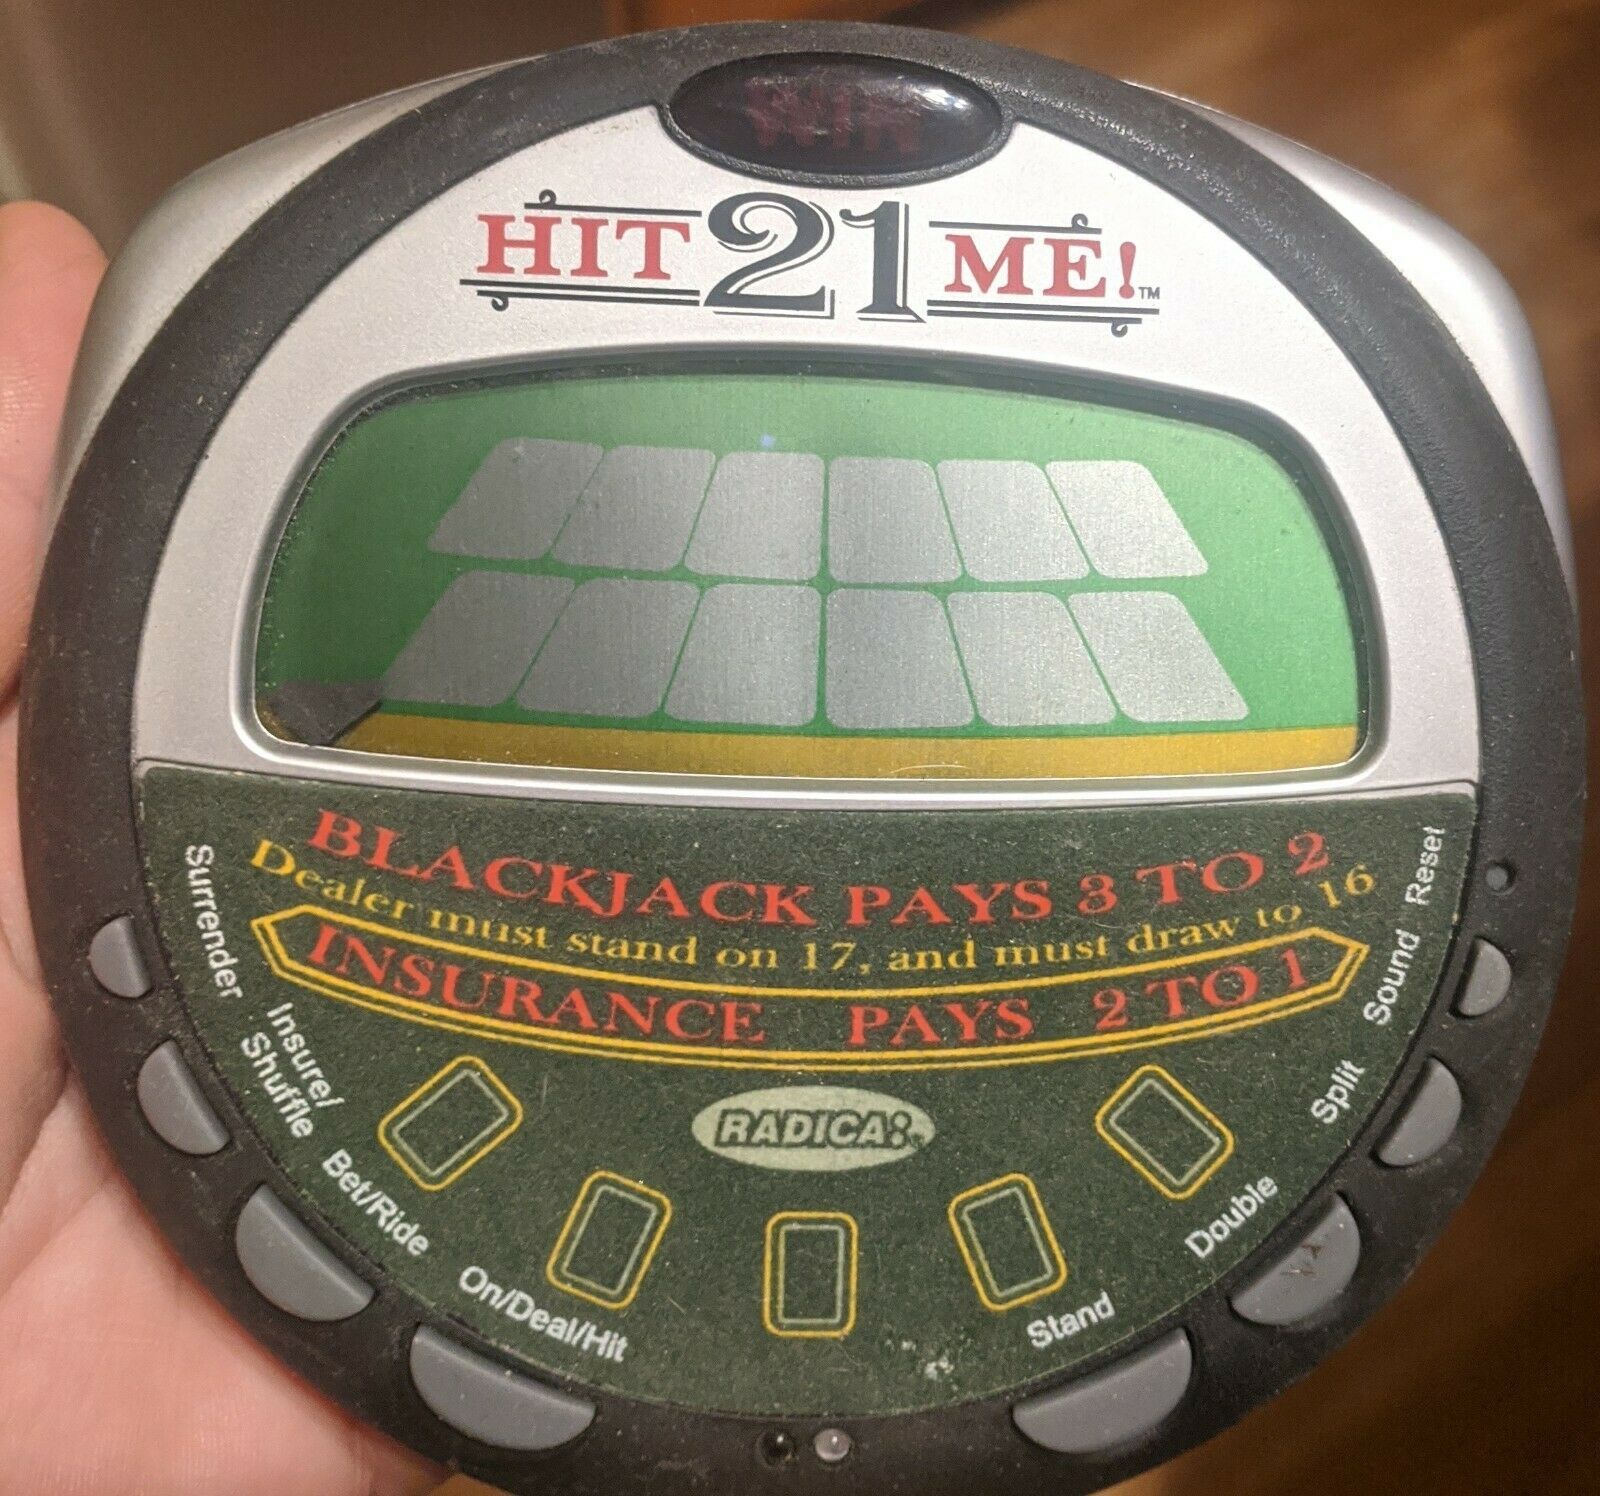 WIN
HIT 21 ME!™
BLACKJACK PAYS 3 TO 2
Dealer must stand on 17, and must draw to 16
INSURANCE PAYS 2 TO 1
RADICA:®
Surrender
Insure/
Shuffle
Bet/Ride
On/Deal/Hit
Stand
Double
Split
Sound
Reset